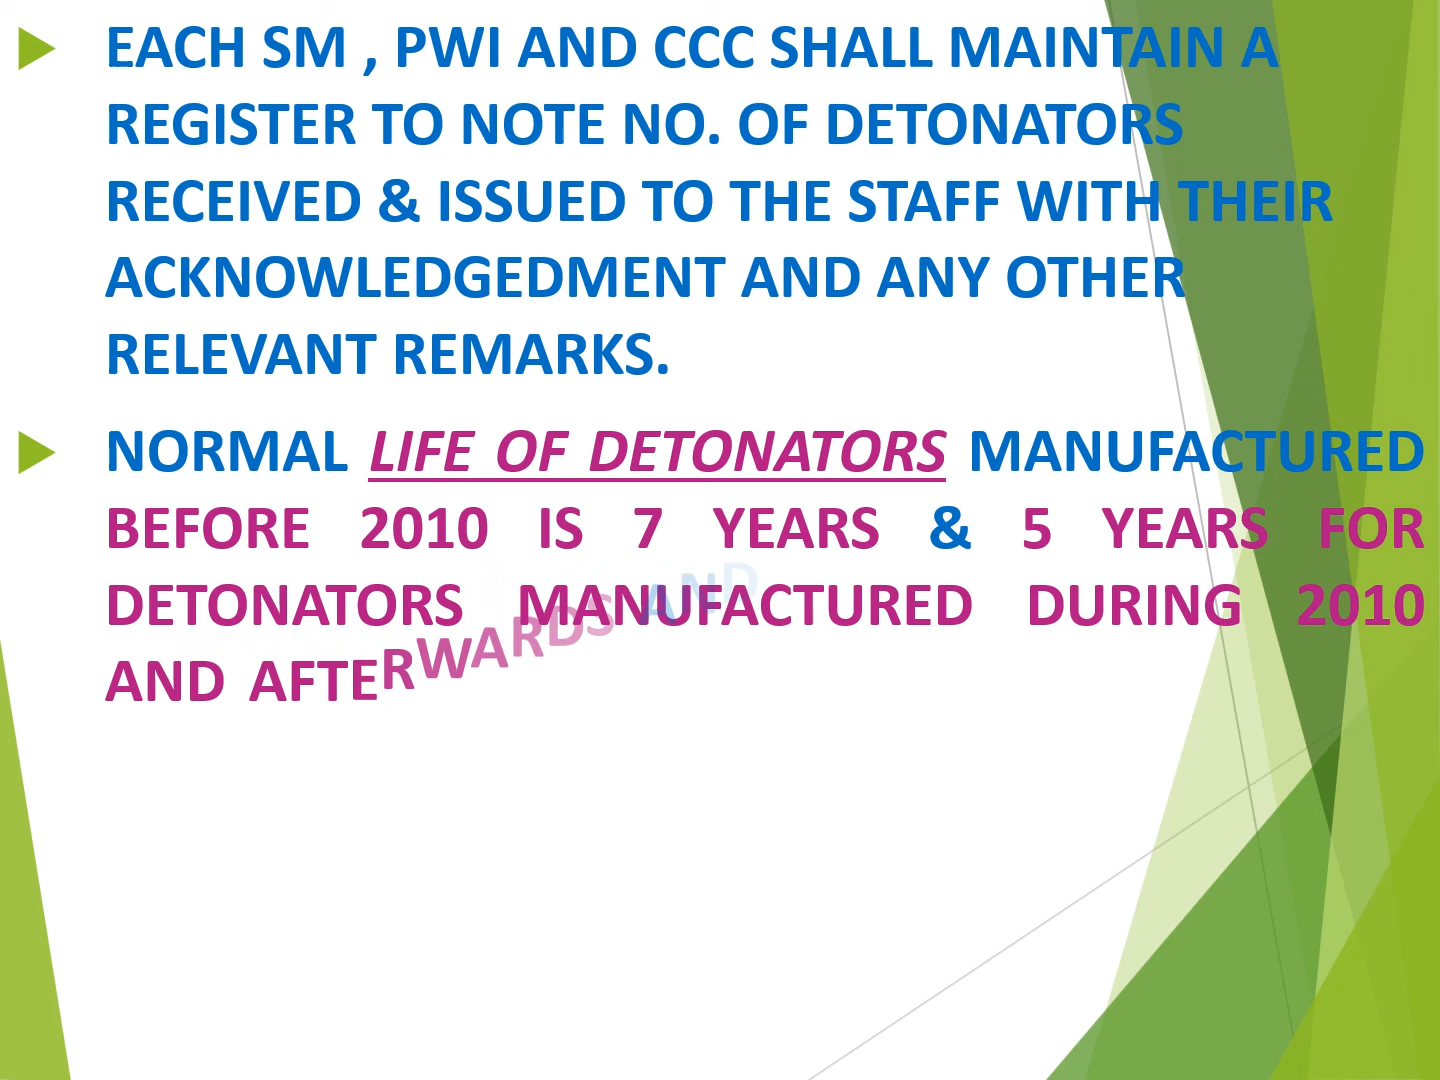 EACH SM , PWI AND CCC SHALL MAINTAIN A
REGISTER TO NOTE NO. OF DETONATORS
RECEIVED & ISSUED TO THE STAFF WITH THEIR
ACKNOWLEDGEDMENT AND ANY OTHER
RELEVANT REMARKS.
NORMAL LIFE OF DETONATORS MANUFACTURED
BEFORE 2010 IS 7 YEARS & 5 YEARS FOR
DETONATORS MANUFACTURED DURING 2010
AND AFTERWARDS AND